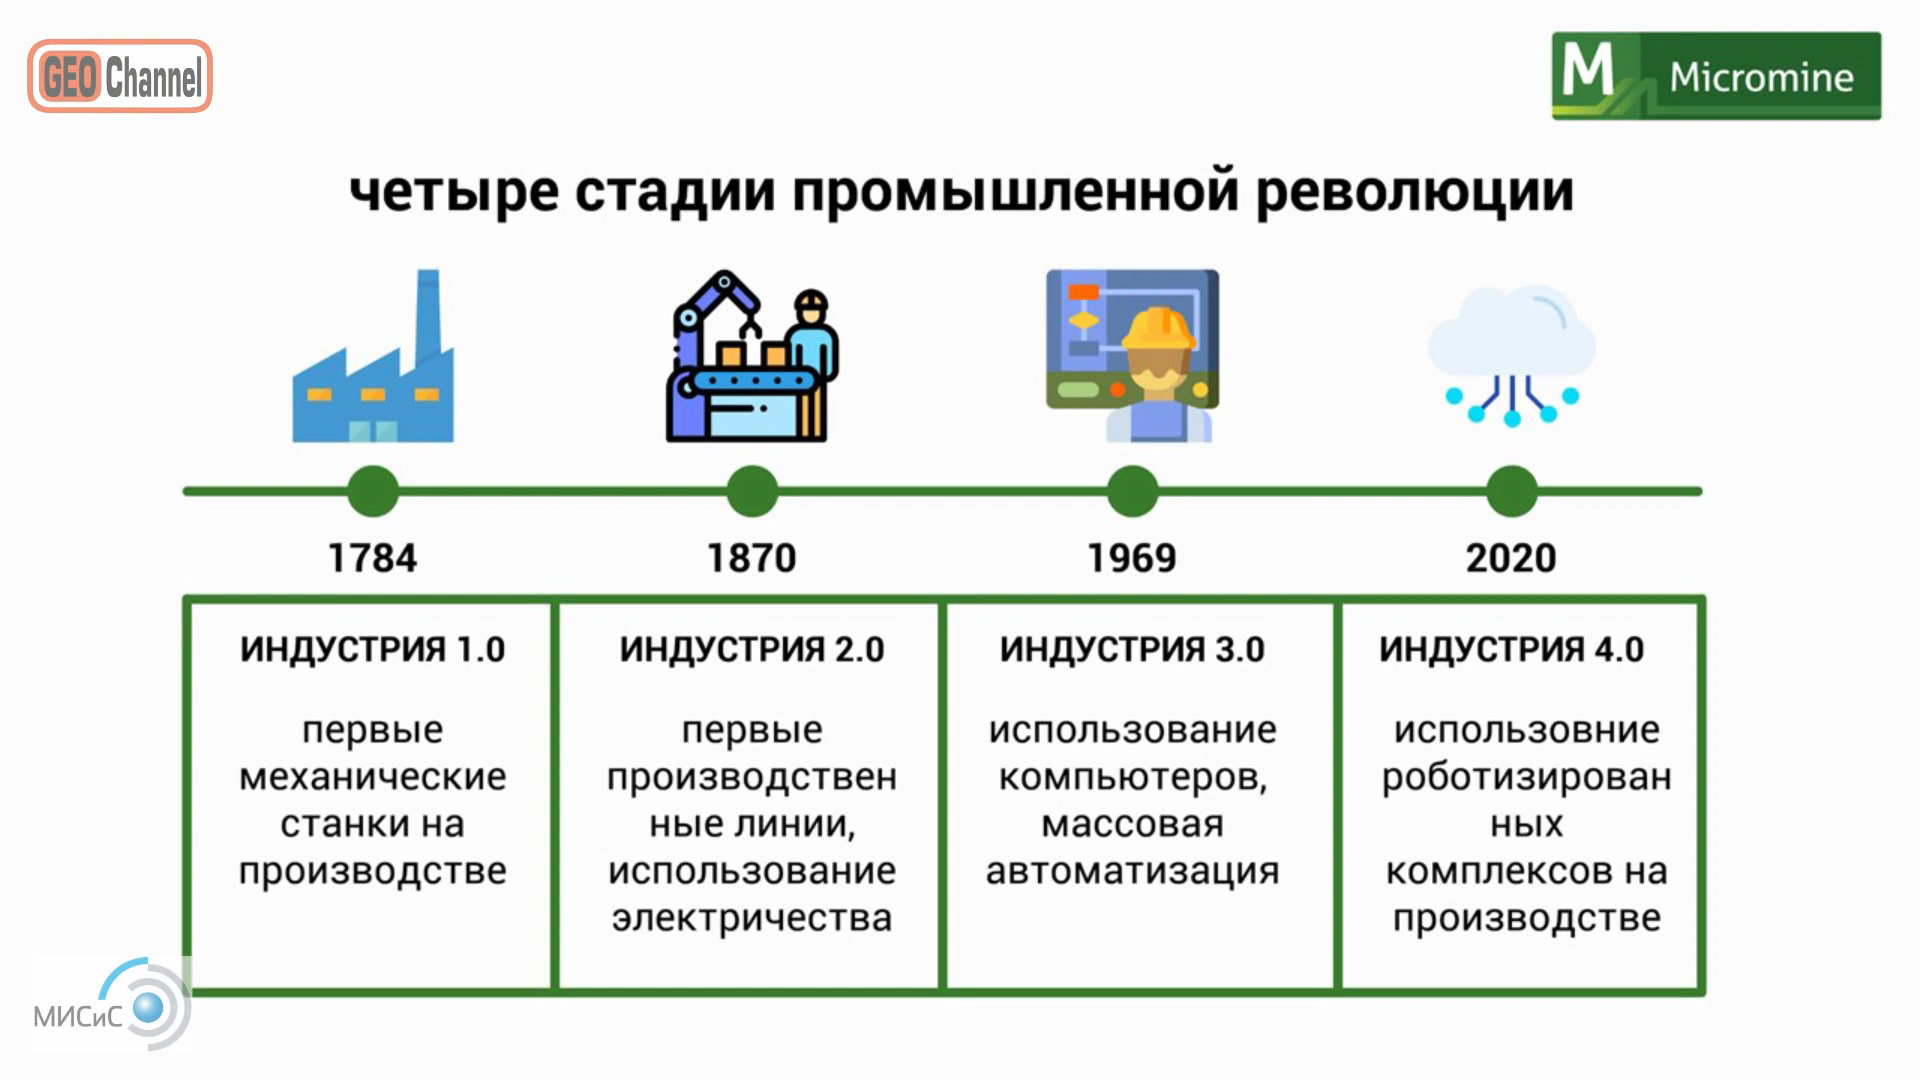 GEO Channel
M Micromine
четыре стадии промышленной революции
1784
1870
1969
2020
ИНДУСТРИЯ 1.0
первые
механические
станки на
производстве
ИНДУСТРИЯ 2.0
первые
производствен
ные линии,
использование
электричества
ИНДУСТРИЯ 3.0
использование
компьютеров,
массовая
автоматизация
ИНДУСТРИЯ 4.0
использовние
роботизирован
ных
комплексов на
производстве
МИСиС